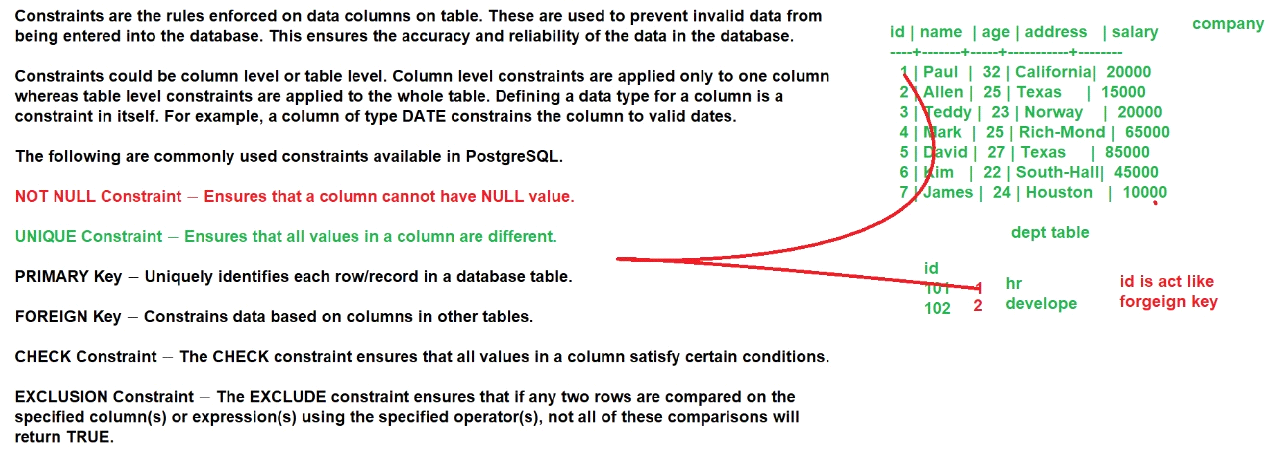 Constraints are the rules enforced on data columns on table. These are used to prevent invalid data from
being entered into the database. This ensures the accuracy and reliability of the data in the database.
Constraints could be column level or table level. Column level constraints are applied only to one column
whereas table level constraints are applied to the whole table. Defining a data type for a column is a
constraint in itself. For example, a column of type DATE constrains the column to valid dates.
The following are commonly used constraints available in PostgreSQL.
NOT NULL Constraint − Ensures that a column cannot have NULL value.
UNIQUE Constraint − Ensures that all values in a column are different.
PRIMARY Key − Uniquely identifies each row/record in a database table.
FOREIGN Key − Constrains data based on columns in other tables.
CHECK Constraint − The CHECK constraint ensures that all values in a column satisfy certain conditions.
EXCLUSION Constraint − The EXCLUDE constraint ensures that if any two rows are compared on the
specified column(s) or expression(s) using the specified operator(s), not all of these comparisons will
return TRUE.
company
id | name | age | address | salary
----+-------+-----+-----------+--------
1 | Paul | 32 | California| 20000
2 | Allen | 25 | Texas | 15000
3 | Teddy | 23 | Norway | 20000
4 | Mark | 25 | Rich-Mond | 65000
5 | David | 27 | Texas | 85000
6 | Kim | 22 | South-Hall| 45000
7 | James | 24 | Houston | 10000
dept table
id
101 1 hr
102 2 develope
id is act like
forgeign key